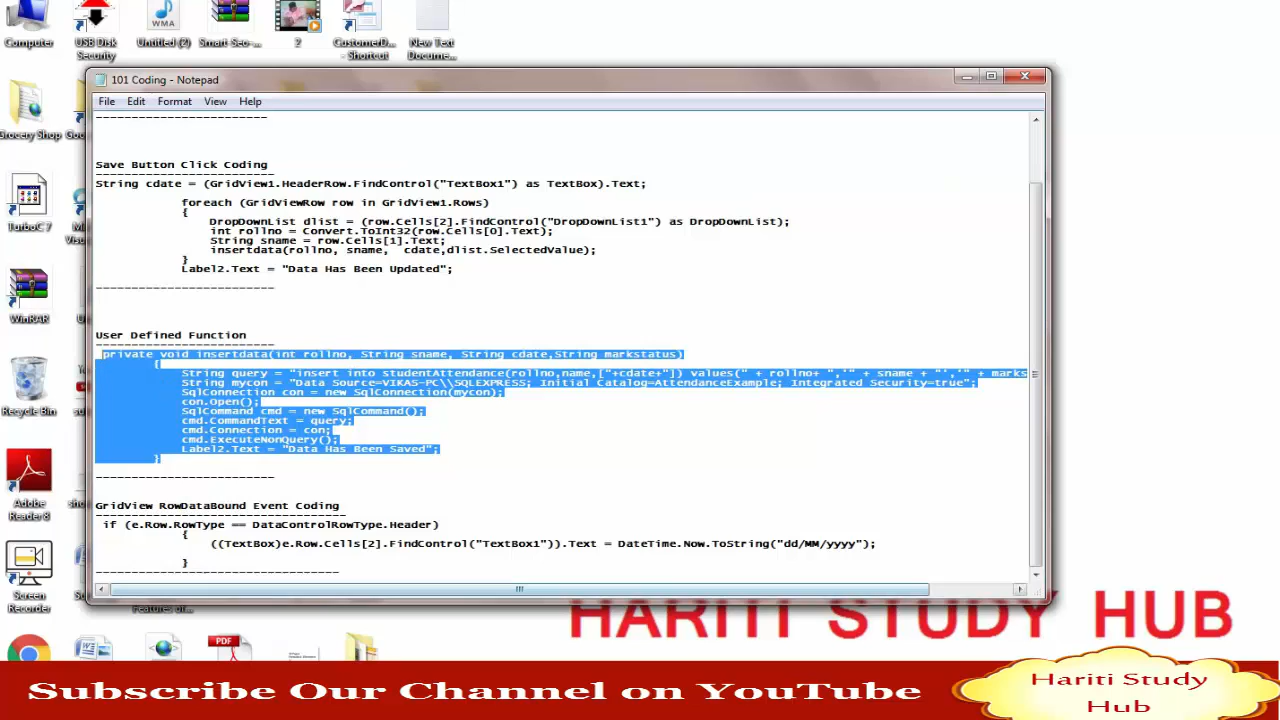 Computer
USB Disk
Security
WMA
Untitled (2)
Smart-Seo-...
2
CustomerD...
- Shortcut
New Text
Docume...
101 Coding - Notepad
File Edit Format View Help
------------------------
Save Button Click Coding
-------------------------
String cdate = (GridView1.HeaderRow.FindControl("TextBox1") as TextBox).Text;
foreach (GridViewRow row in GridView1.Rows)
{
DropDownList dlist = (row.Cells[2].FindControl("DropDownList1") as DropDownList);
int rollno = Convert.ToInt32(row.Cells[0].Text);
String sname = row.Cells[1].Text;
insertdata(rollno, sname,  cdate,dlist.SelectedValue);
}
Label2.Text = "Data Has Been Updated";
-------------------------
User Defined Function
-------------------------
private void insertdata(int rollno, String sname, String cdate,String markstatus)
{
String query = "insert into studentAttendance(rollno,name,["+cdate+"]) values(" + rollno+ ",'" + sname + "','" + marks
String mycon = "Data Source=VIKAS-PC\\SQLEXPRESS; Initial Catalog=AttendanceExample; Integrated Security=true";
SqlConnection con = new SqlConnection(mycon);
con.Open();
SqlCommand cmd = new SqlCommand();
cmd.CommandText = query;
cmd.Connection = con;
cmd.ExecuteNonQuery();
Label2.Text = "Data Has Been Saved";
}
-------------------------
GridView RowDataBound Event Coding
-----------------------------------
if (e.Row.RowType == DataControlRowType.Header)
{
((TextBox)e.Row.Cells[2].FindControl("TextBox1")).Text = DateTime.Now.ToString("dd/MM/yyyy");
}
----------------------------------
Grocery Shop
Goo
TurboC 7
WinRAR
Recycle Bin
Adobe
Reader 8
Screen
Recorder
Features of...
PDF
HARITI STUDY HUB
Subscribe Our Channel on YouTube
Hariti Study
Hub